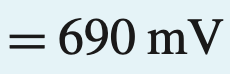 = 690 mV